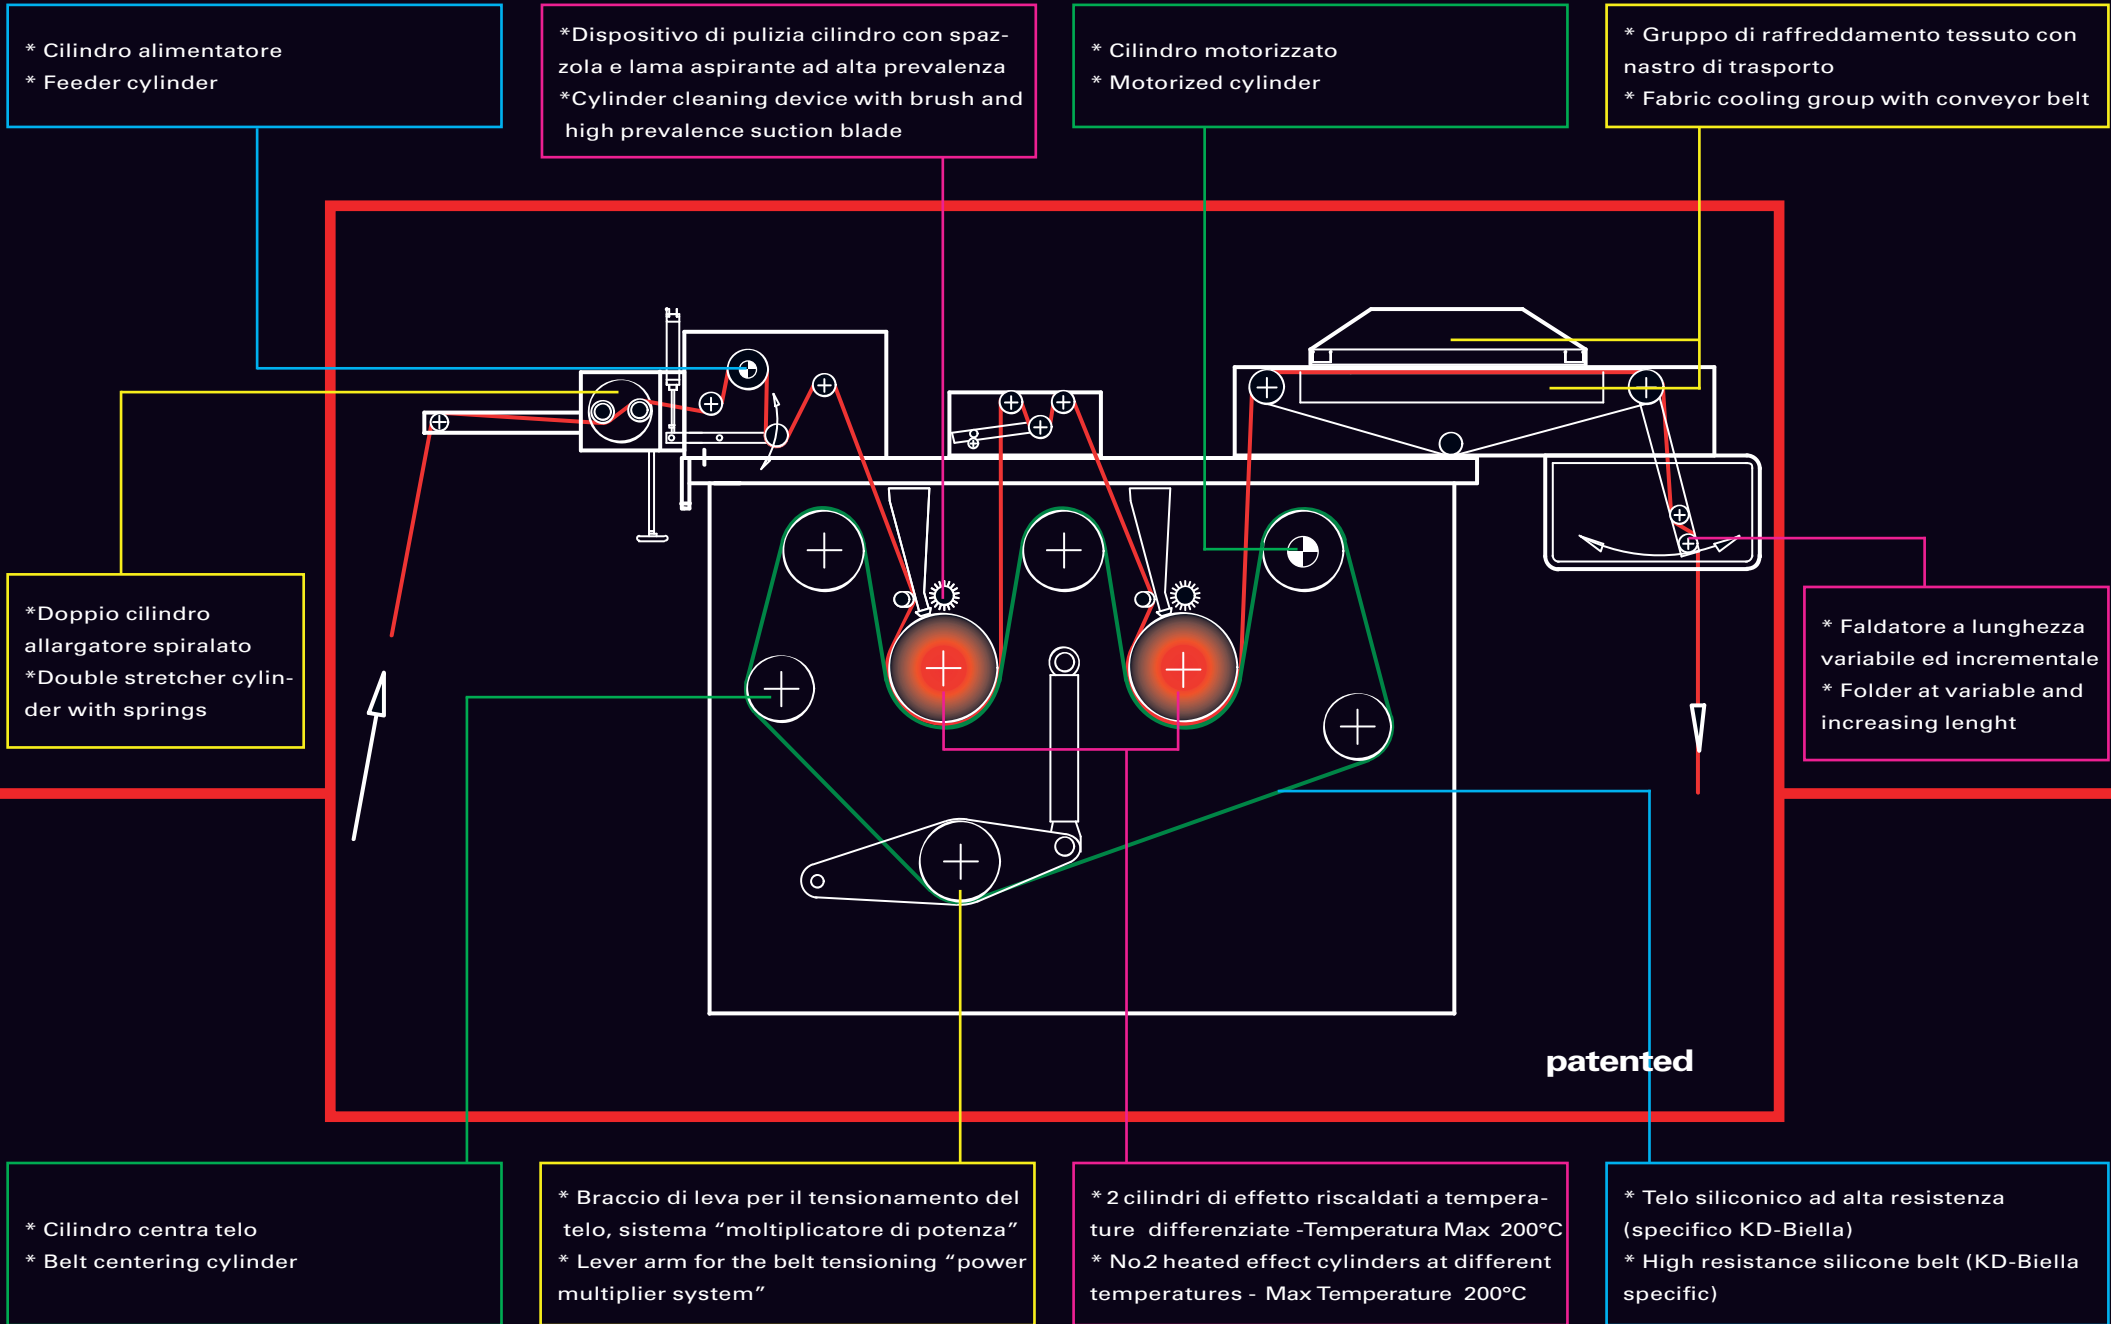 * Cilindro alimentatore
* Feeder cylinder
*Dispositivo di pulizia cilindro con spaz-
zola e lama aspirante ad alta prevalenza
*Cylinder cleaning device with brush and
high prevalence suction blade
* Cilindro motorizzato
* Motorized cylinder
* Gruppo di raffreddamento tessuto con
nastro di trasporto
* Fabric cooling group with conveyor belt
*Doppio cilindro
allargatore spiralato
*Double stretcher cylin-
der with springs
* Faldatore a lunghezza
variabile ed incrementale
* Folder at variable and
increasing lenght
patented
* Cilindro centra telo
* Belt centering cylinder
* Braccio di leva per il tensionamento del
telo, sistema “moltiplicatore di potenza”
* Lever arm for the belt tensioning “power
multiplier system”
* 2 cilindri di effetto riscaldati a tempera-
ture differenziate -Temperatura Max 200°C
* No.2 heated effect cylinders at different
temperatures - Max Temperature 200°C
* Telo siliconico ad alta resistenza
(specifico KD-Biella)
* High resistance silicone belt (KD-Biella
specific)